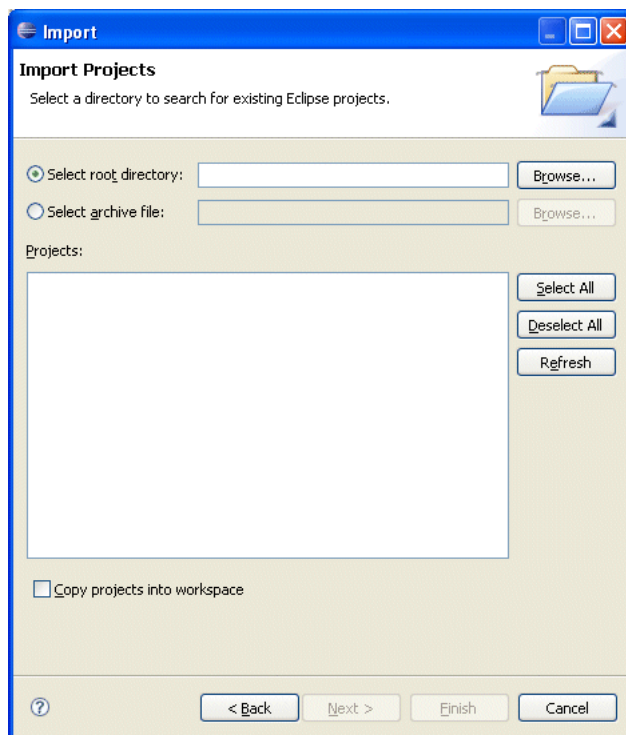 Import
Import Projects
Select a directory to search for existing Eclipse projects.
Select root directory: Browse...
Select archive file: Browse...
Projects:
Select All
Deselect All
Refresh
Copy projects into workspace
? < Back Next > Finish Cancel